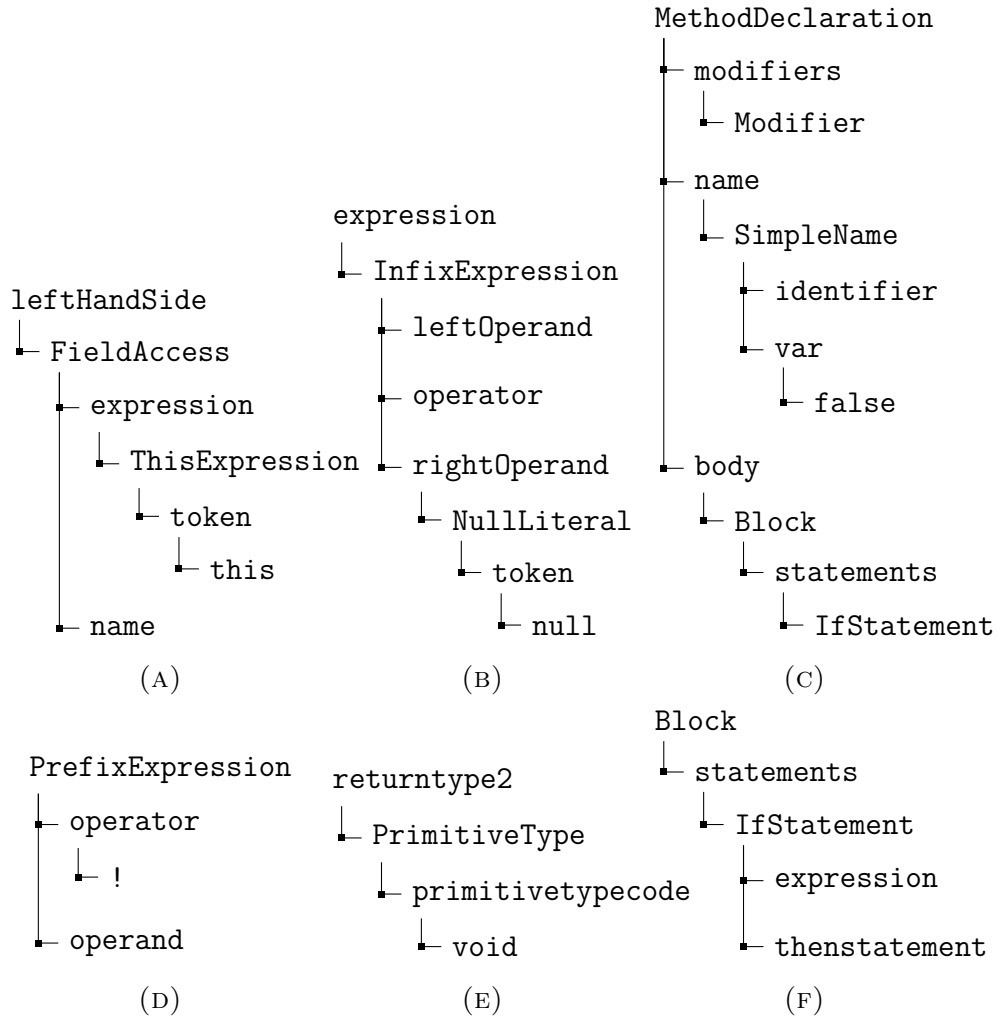 leftHandSide
FieldAccess
expression
ThisExpression
token
this
name
(A)
expression
InfixExpression
leftOperand
operator
rightOperand
NullLiteral
token
null
(B)
MethodDeclaration
modifiers
Modifier
name
SimpleName
identifier
var
false
body
Block
statements
IfStatement
(C)
PrefixExpression
operator
!
operand
(D)
returntype2
PrimitiveType
primitivetypecode
void
(E)
Block
statements
IfStatement
expression
thenstatement
(F)